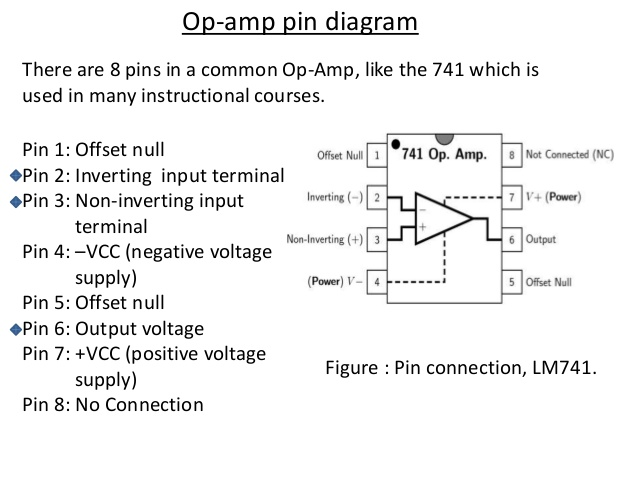 Op-amp pin diagram
There are 8 pins in a common Op-Amp, like the 741 which is
used in many instructional courses.
Pin 1: Offset null
Pin 2: Inverting input terminal
Pin 3: Non-inverting input
terminal
Pin 4: –VCC (negative voltage
supply)
Pin 5: Offset null
Pin 6: Output voltage
Pin 7: +VCC (positive voltage
supply)
Pin 8: No Connection
741 Op. Amp.
Offset Null 1
8 Not Connected (NC)
Inverting (−) 2
−
7 V+ (Power)
Non-Inverting (+) 3
+
6 Output
(Power) V− 4
5 Offset Null
Figure : Pin connection, LM741.